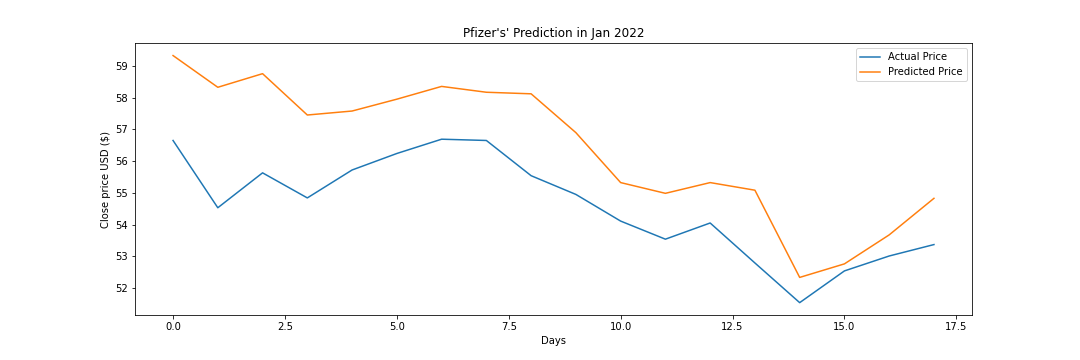 Pfizer's' Prediction in Jan 2022
Actual Price
Predicted Price
Close price USD ($)
59
58
57
56
55
54
53
52
0.0 2.5 5.0 7.5 10.0 12.5 15.0 17.5
Days